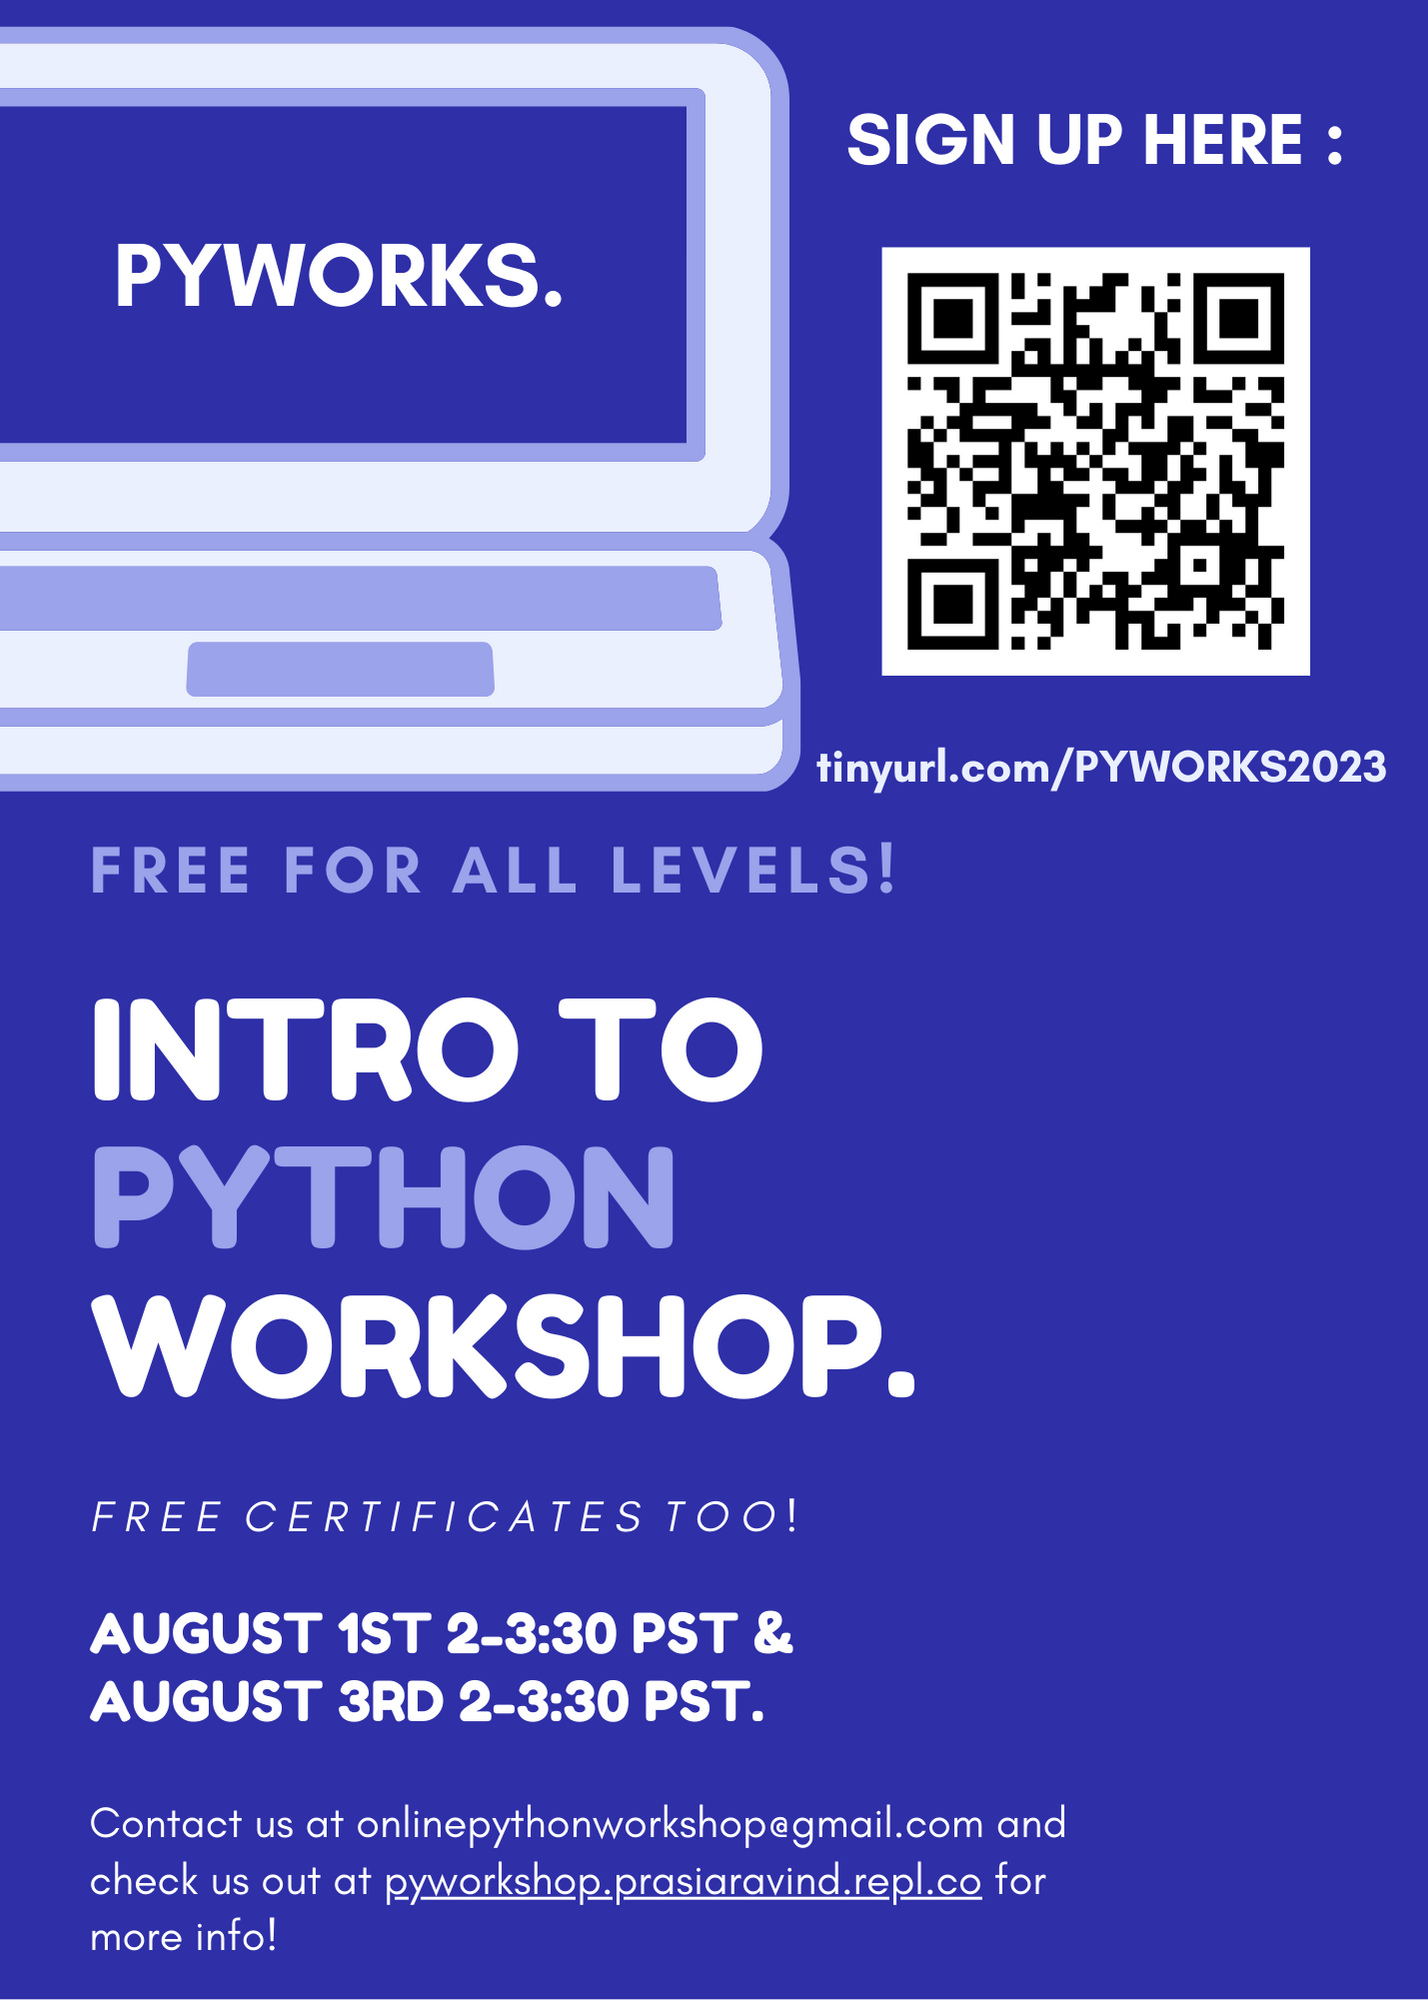 PYWORKS.
SIGN UP HERE :
tinyurl.com/PYWORKS2023
FREE FOR ALL LEVELS!
INTRO TO
PYTHON
WORKSHOP.
FREE CERTIFICATES TOO!
AUGUST 1ST 2-3:30 PST &
AUGUST 3RD 2-3:30 PST.
Contact us at onlinepythonworkshop@gmail.com and
check us out at pyworkshop.prasiaravind.repl.co for
more info!